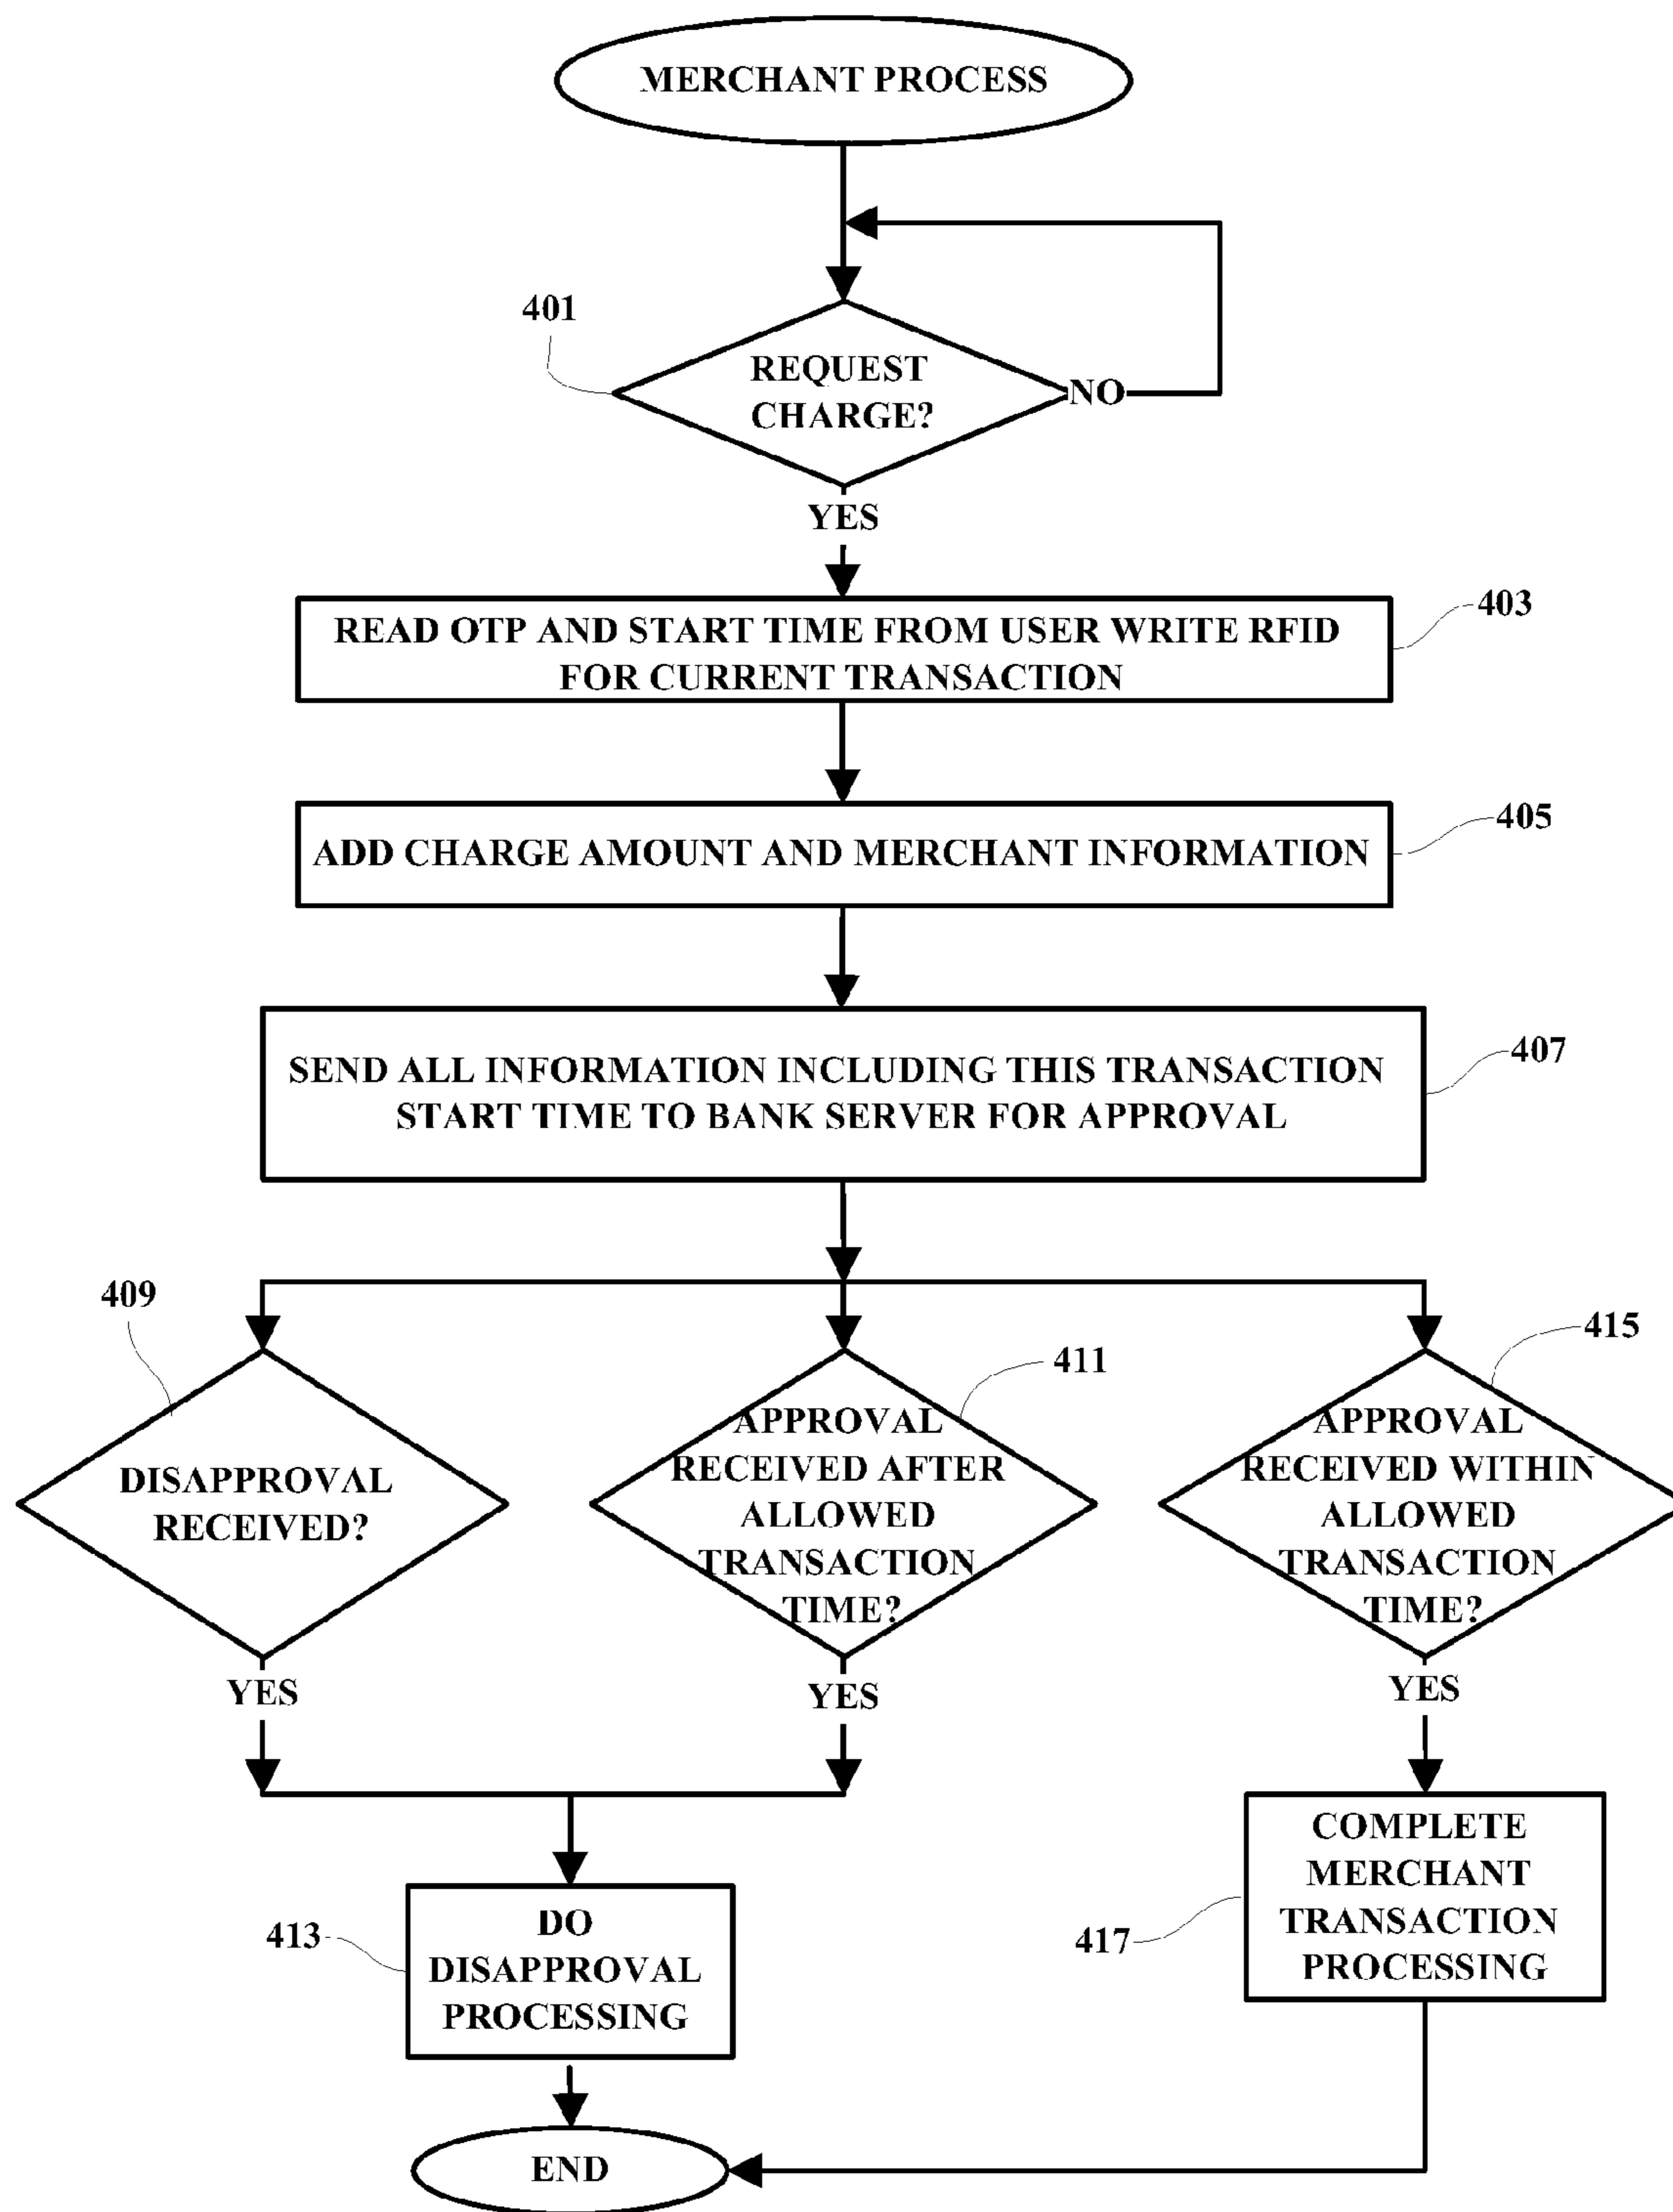 MERCHANT PROCESS
401
REQUEST
CHARGE?
NO
YES
403
READ OTP AND START TIME FROM USER WRITE RFID
FOR CURRENT TRANSACTION
405
ADD CHARGE AMOUNT AND MERCHANT INFORMATION
407
SEND ALL INFORMATION INCLUDING THIS TRANSACTION
START TIME TO BANK SERVER FOR APPROVAL
409
DISAPPROVAL
RECEIVED?
YES
411
APPROVAL
RECEIVED AFTER
ALLOWED
TRANSACTION
TIME?
YES
415
APPROVAL
RECEIVED WITHIN
ALLOWED
TRANSACTION
TIME?
YES
413
DO
DISAPPROVAL
PROCESSING
417
COMPLETE
MERCHANT
TRANSACTION
PROCESSING
END